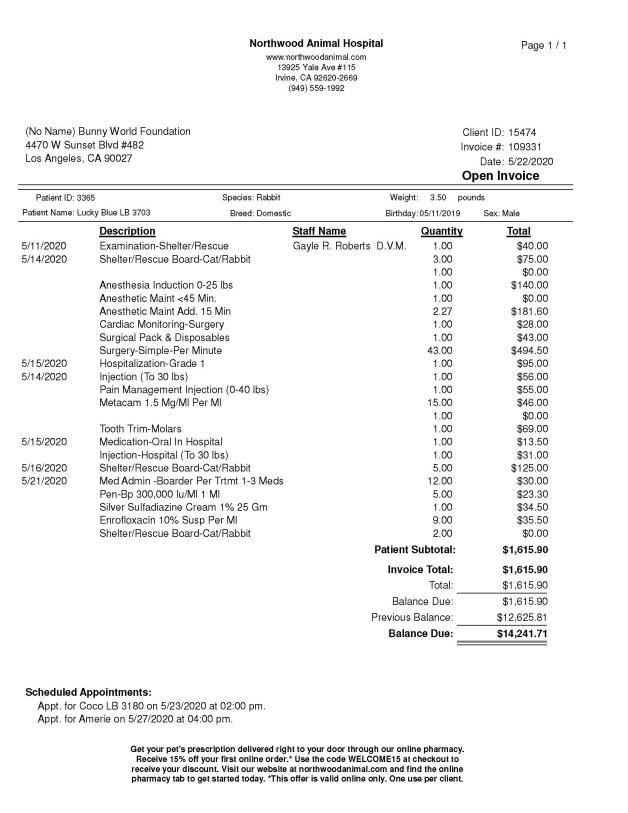 Northwood Animal Hospital
Page 1 / 1
www.northwoodanimal.com
13925 Yale Ave #115
Irvine, CA 92620-2669
(949) 559-1992
(No Name) Bunny World Foundation
4470 W Sunset Blvd #482
Los Angeles, CA 90027
Client ID: 15474
Invoice #: 109331
Date: 5/22/2020
Open Invoice
Patient ID: 3365 Species: Rabbit Weight: 3.50 pounds
Patient Name: Lucky Blue LB 3703 Breed: Domestic Birthday: 05/11/2019 Sex: Male
Description Staff Name Quantity Total
5/11/2020 Examination-Shelter/Rescue Gayle R. Roberts D.V.M. 1.00 $40.00
5/14/2020 Shelter/Rescue Board-Cat/Rabbit 3.00 $75.00
1.00 $0.00
Anesthesia Induction 0-25 lbs 1.00 $140.00
Anesthetic Maint <45 Min. 1.00 $0.00
Anesthetic Maint Add. 15 Min 2.27 $181.60
Cardiac Monitoring-Surgery 1.00 $28.00
Surgical Pack & Disposables 1.00 $43.00
Surgery-Simple-Per Minute 43.00 $494.50
5/15/2020 Hospitalization-Grade 1 1.00 $95.00
5/14/2020 Injection (To 30 lbs) 1.00 $56.00
Pain Management Injection (0-40 lbs) 1.00 $55.00
Metacam 1.5 Mg/Ml Per Ml 15.00 $46.00
1.00 $0.00
Tooth Trim-Molars 1.00 $69.00
5/15/2020 Medication-Oral In Hospital 1.00 $13.50
Injection-Hospital (To 30 lbs) 1.00 $31.00
5/16/2020 Shelter/Rescue Board-Cat/Rabbit 5.00 $125.00
5/21/2020 Med Admin -Boarder Per Trtmt 1-3 Meds 12.00 $30.00
Pen-Bp 300,000 Iu/Ml 1 Ml 5.00 $23.30
Silver Sulfadiazine Cream 1% 25 Gm 1.00 $34.50
Enrofloxacin 10% Susp Per Ml 9.00 $35.50
Shelter/Rescue Board-Cat/Rabbit 2.00 $0.00
Patient Subtotal: $1,615.90
Invoice Total: $1,615.90
Total: $1,615.90
Balance Due: $1,615.90
Previous Balance: $12,625.81
Balance Due: $14,241.71
Scheduled Appointments:
Appt. for Coco LB 3180 on 5/23/2020 at 02:00 pm.
Appt. for Amerie on 5/27/2020 at 04:00 pm.
Get your pet's prescription delivered right to your door through our online pharmacy.
Receive 15% off your first online order.* Use the code WELCOME15 at checkout to
receive your discount. Visit our website at northwoodanimal.com and find the online
pharmacy tab to get started today. *This offer is valid online only. One use per client.